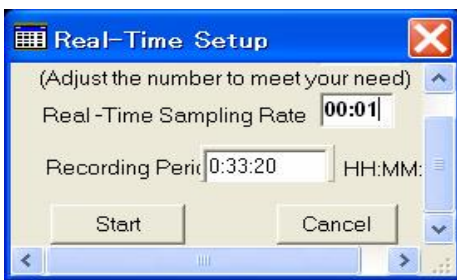 Real-Time Setup
(Adjust the number to meet your need)
Real -Time Sampling Rate 00:01
Recording Peri 0:33:20 HH:MM:
Start Cancel